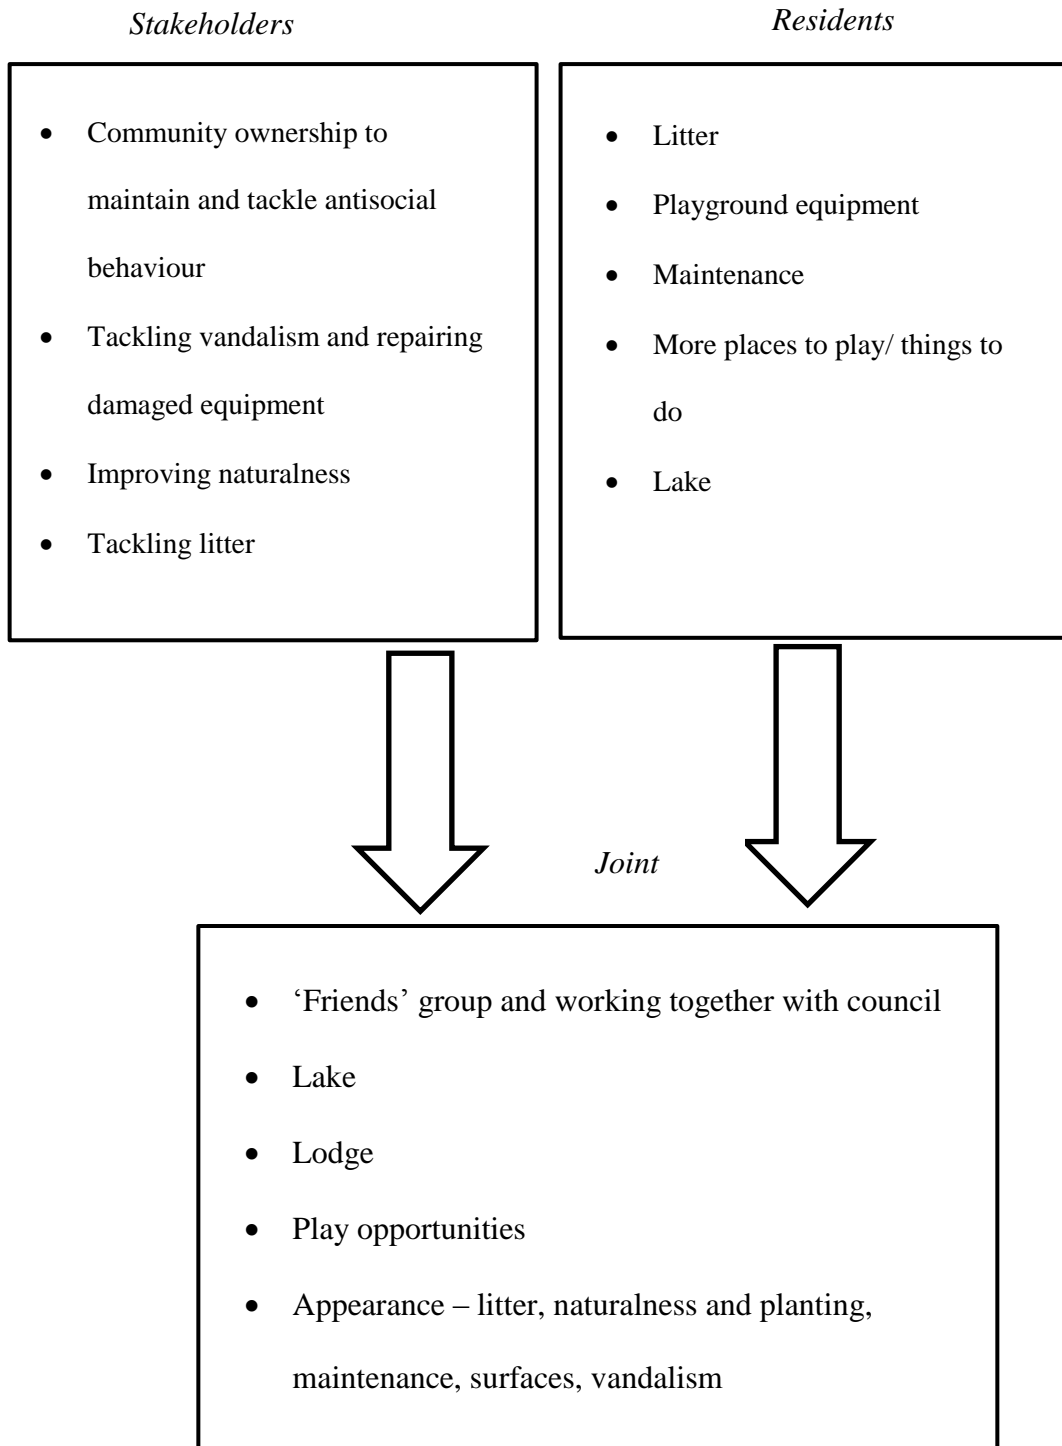 Stakeholders
Residents
• Community ownership to
maintain and tackle antisocial
behaviour
• Tackling vandalism and repairing
damaged equipment
• Improving naturalness
• Tackling litter
• Litter
• Playground equipment
• Maintenance
• More places to play/ things to
do
• Lake
Joint
• ‘Friends’ group and working together with council
• Lake
• Lodge
• Play opportunities
• Appearance – litter, naturalness and planting,
maintenance, surfaces, vandalism